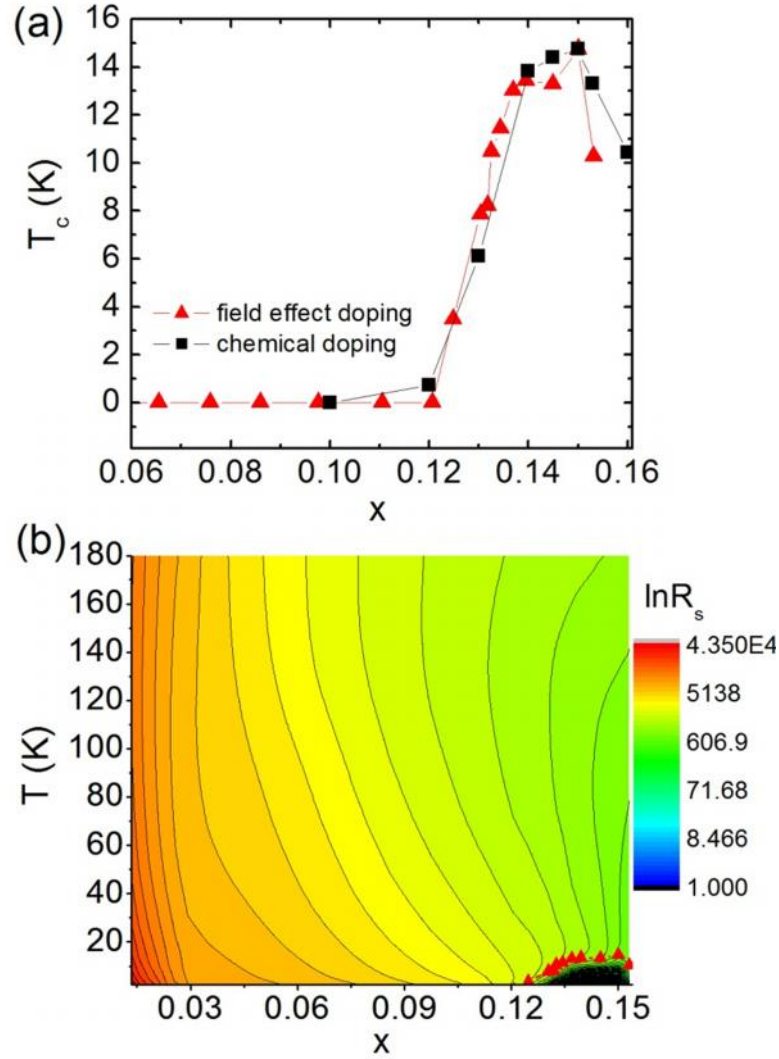 (a)
16
14
12
10
8
6
4
2
0
T_c (K)
field effect doping
chemical doping
0.06 0.08 0.10 0.12 0.14 0.16
x
(b)
180
160
140
120
100
80
60
40
20
T (K)
0.03 0.06 0.09 0.12 0.15
x
lnR_s
4.350E4
5138
606.9
71.68
8.466
1.000